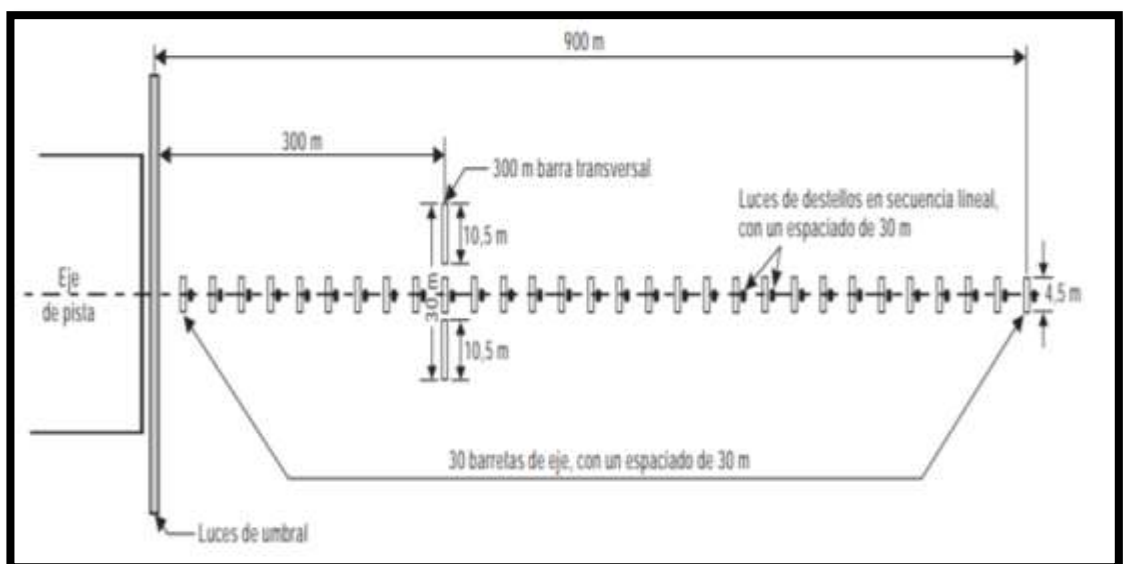 900 m
300 m
300 m barra transversal
Luces de destellos en secuencia lineal,
con un espaciado de 30 m
10,5 m
30 m
Eje
de pista
4,5 m
10,5 m
30 barretas de eje, con un espaciado de 30 m
Luces de umbral